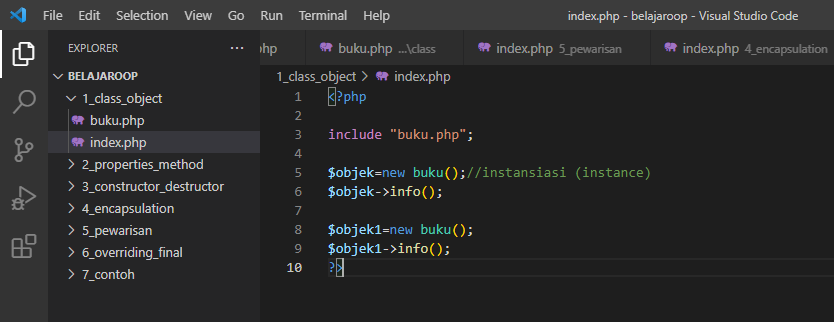 File Edit Selection View Go Run Terminal Help index.php - belajaroop - Visual Studio Code
EXPLORER ...
hp buku.php ...\class index.php 5_pewarisan index.php 4_encapsulation
BELAJAROOP
1_class_object
buku.php
index.php
2_properties_method
3_constructor_destructor
4_encapsulation
5_pewarisan
6_overriding_final
7_contoh
1_class_object > index.php
1 <?php
2
3 include "buku.php";
4
5 $objek=new buku();//instansiasi (instance)
6 $objek->info();
7
8 $objek1=new buku();
9 $objek1->info();
10 ?>